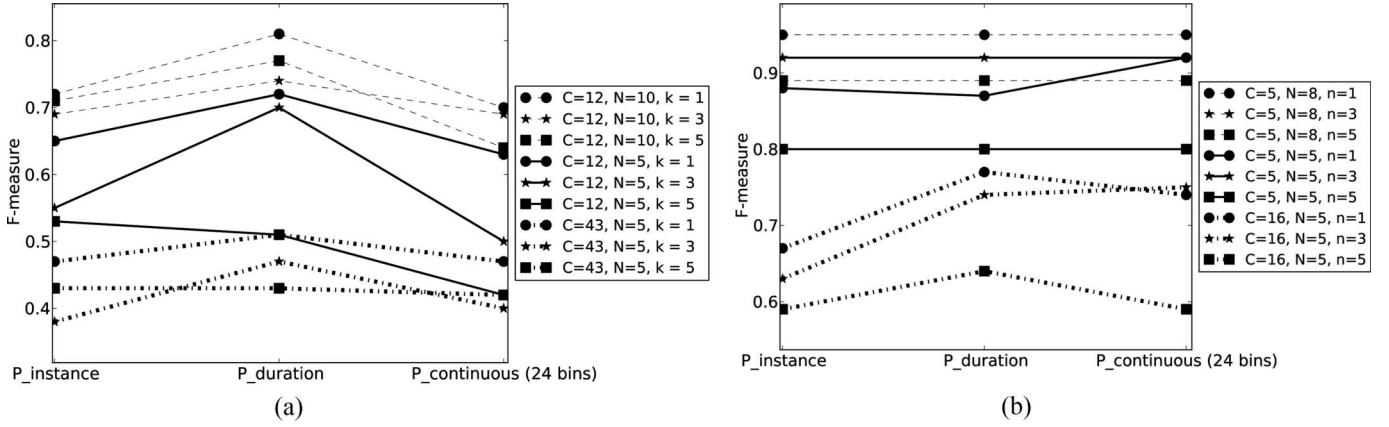 F-measure
0.8
0.7
0.6
0.5
0.4
P_instance
P_duration
P_continuous (24 bins)
C=12, N=10, k = 1
C=12, N=10, k = 3
C=12, N=10, k = 5
C=12, N=5, k = 1
C=12, N=5, k = 3
C=12, N=5, k = 5
C=43, N=5, k = 1
C=43, N=5, k = 3
C=43, N=5, k = 5
(a)
F-measure
0.9
0.8
0.7
0.6
P_instance
P_duration
P_continuous (24 bins)
C=5, N=8, n=1
C=5, N=8, n=3
C=5, N=8, n=5
C=5, N=5, n=1
C=5, N=5, n=3
C=5, N=5, n=5
C=16, N=5, n=1
C=16, N=5, n=3
C=16, N=5, n=5
(b)